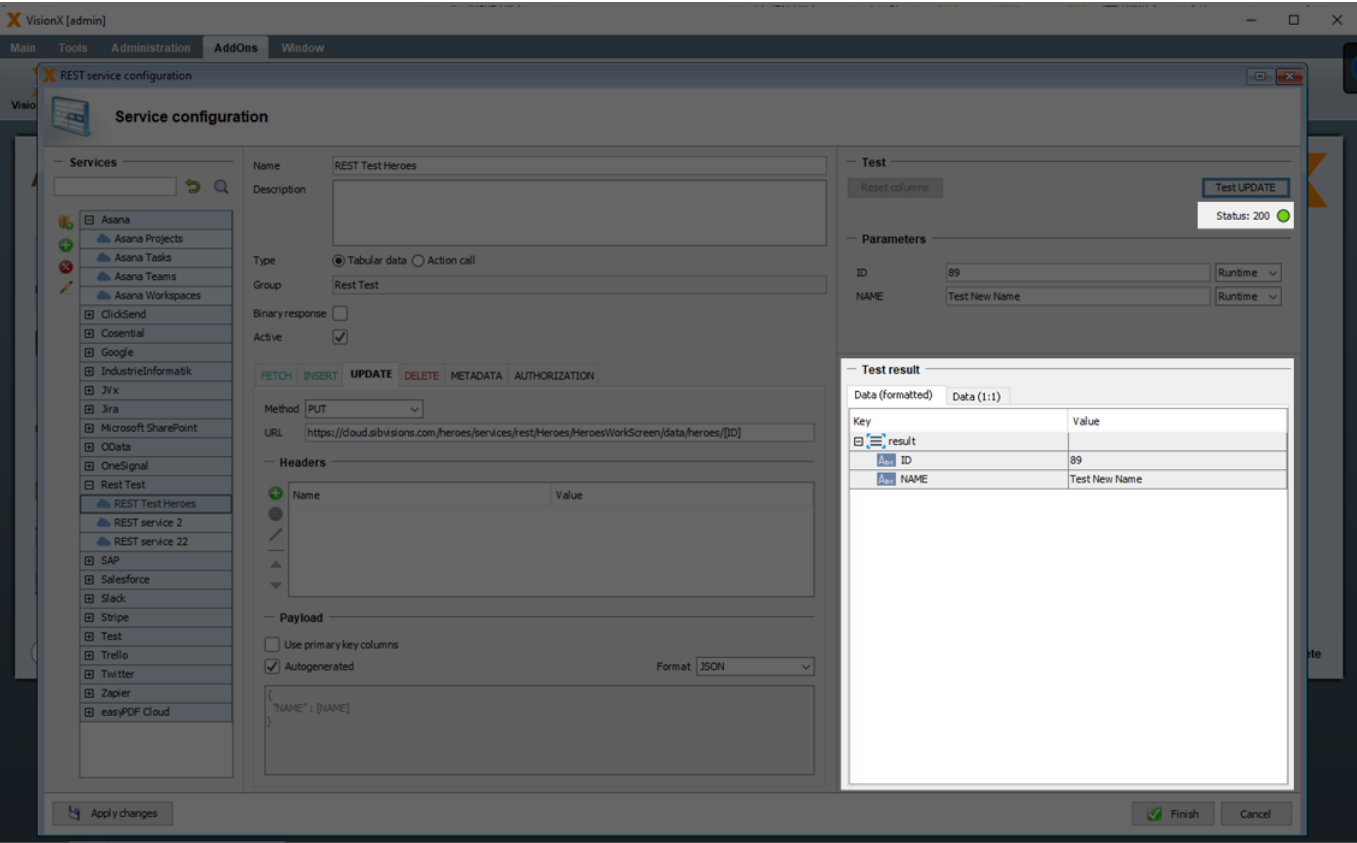 VisionX [admin]
Main Tools Administration AddOns Window
REST service configuration
Visio
Service configuration
Services
Asana
Asana Projects
Asana Tasks
Asana Teams
Asana Workspaces
ClickSend
Cosential
Google
IndustrieInformatik
JVx
Jira
Microsoft SharePoint
OData
OneSignal
Rest Test
REST Test Heroes
REST service 2
REST service 22
SAP
Salesforce
Slack
Stripe
Test
Trello
Twitter
Zapier
easyPDF Cloud
Name REST Test Heroes
Description
Type Tabular data Action call
Group Rest Test
Binary response
Active
FETCH INSERT UPDATE DELETE METADATA AUTHORIZATION
Method PUT
URL https://cloud.sibvisions.com/heroes/services/rest/Heroes/HeroesWorkScreen/data/heroes/[ID]
Headers
Name Value
Payload
Use primary key columns
Autogenerated Format JSON
{
"NAME" : [NAME]
}
Test
Reset columns Test UPDATE
Status: 200
Parameters
ID 89 Runtime
NAME Test New Name Runtime
Test result
Data (formatted) Data (1:1)
Key Value
result
Abc ID 89
Abc NAME Test New Name
ete
Apply changes Finish Cancel